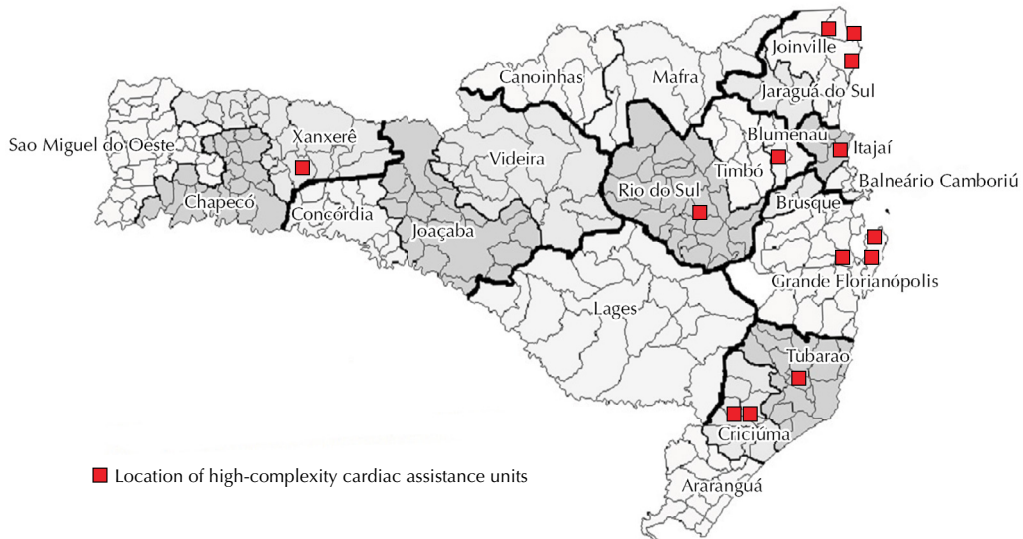 Joinville
Canoinhas
Mafra
Jaraguá do Sul
Xanxerê
Sao Miguel do Oeste
Videira
Blumenau
Itajaí
Timbó
Balneário Camboriú
Rio do Sul
Chapecó
Concórdia
Brusque
Joaçaba
Grande Florianópolis
Lages
Tubarao
Criciúma
Araranguá
Location of high-complexity cardiac assistance units